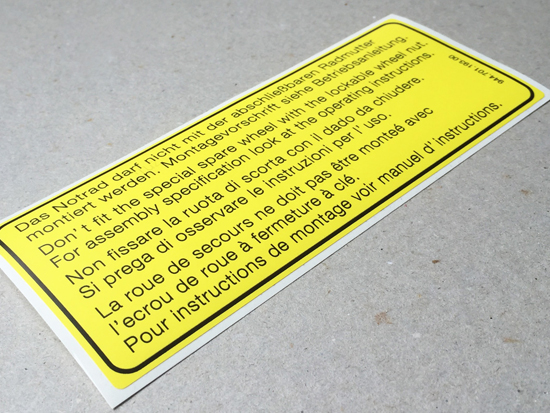 Das Notrad darf nicht mit der abschließbaren Radmutter
montiert werden. Montagevorschrift siehe Betriebsanleitung.
Don't fit the special spare wheel with the lockable wheel nut.
For assembly specification look at the operating instructions.
Non fissare la ruota di scorta con il dado da chiudere.
Si prega di osservare le instruzioni per l'uso.
La roue de secours ne doit pas être montaé avec
l'ecrou de roue à fermeture à clé.
Pour instructions de montage voir manuel d'instructions.
944 701 193 00